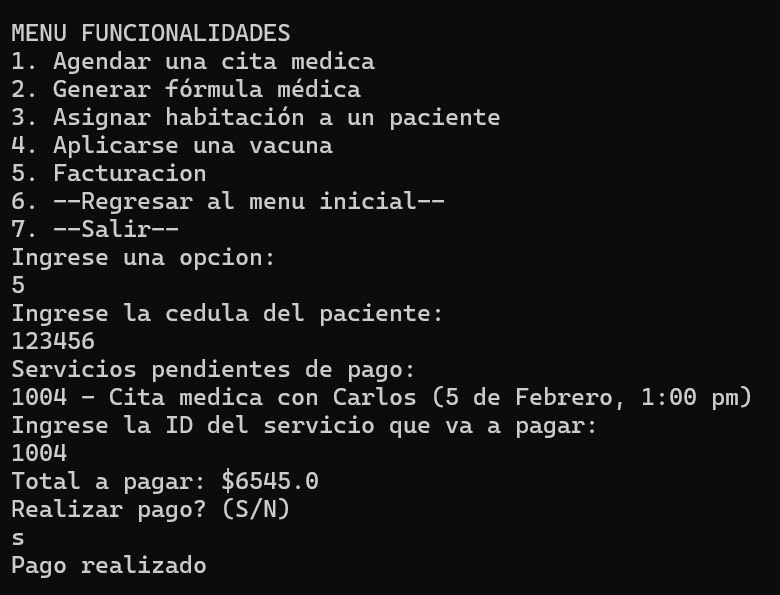 MENU FUNCIONALIDADES
1. Agendar una cita medica
2. Generar fórmula médica
3. Asignar habitación a un paciente
4. Aplicarse una vacuna
5. Facturacion
6. --Regresar al menu inicial--
7. --Salir--
Ingrese una opcion:
5
Ingrese la cedula del paciente:
123456
Servicios pendientes de pago:
1004 - Cita medica con Carlos (5 de Febrero, 1:00 pm)
Ingrese la ID del servicio que va a pagar:
1004
Total a pagar: $6545.0
Realizar pago? (S/N)
s
Pago realizado